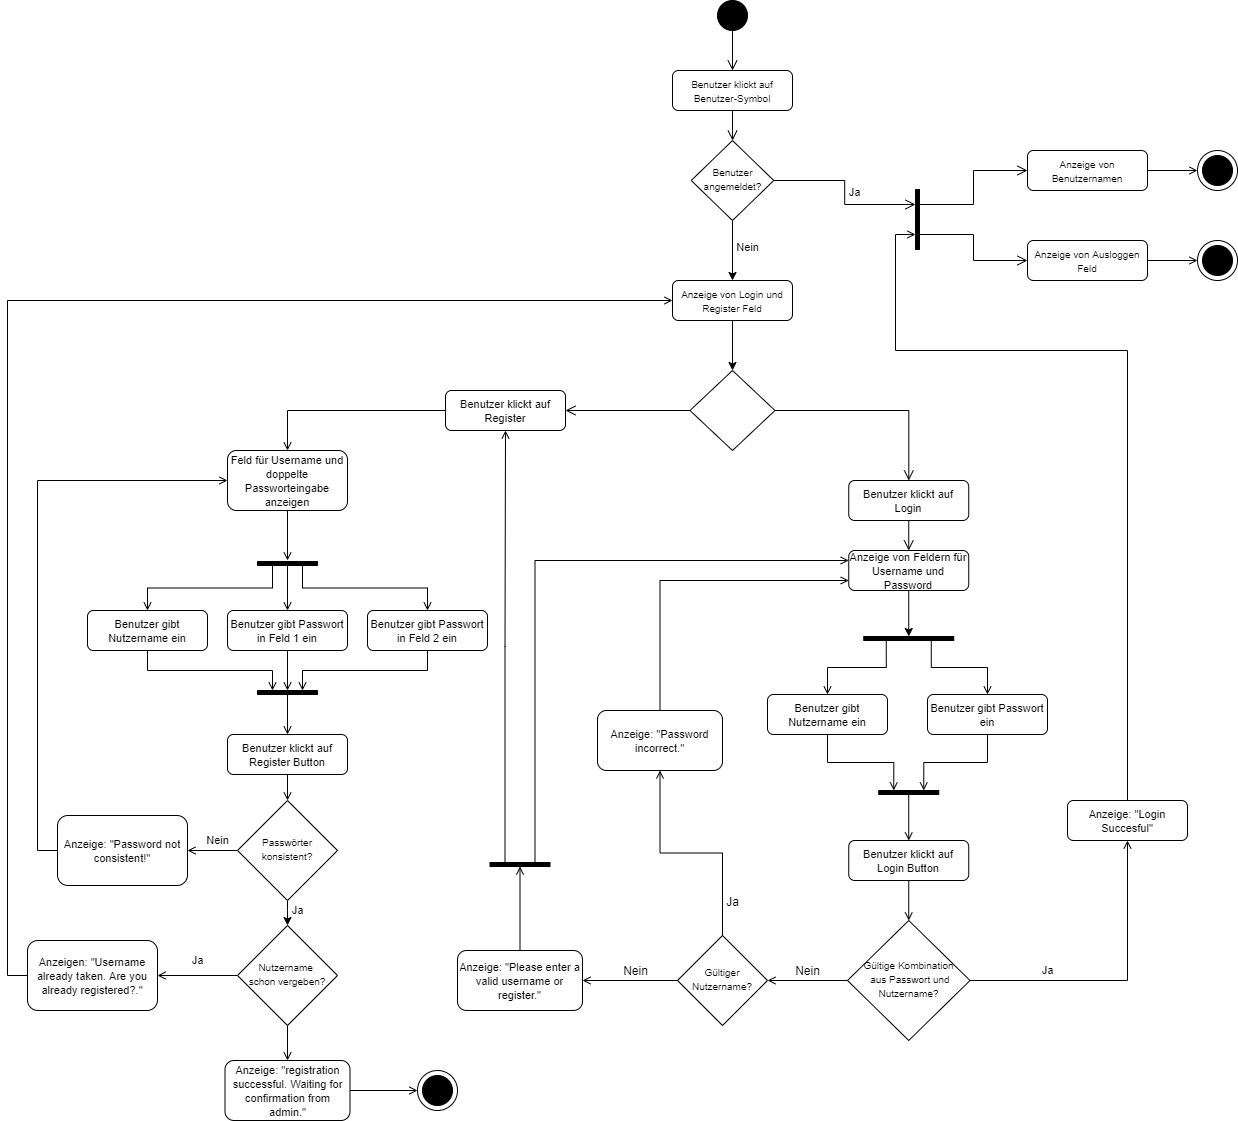 Benutzer klickt auf
Benutzer-Symbol
Benutzer
angemeldet?
Ja
Anzeige von
Benutzernamen
Nein
Anzeige von Ausloggen
Feld
Anzeige von Login und
Register Feld
Benutzer klickt auf
Register
Feld für Username und
doppelte
Passworteingabe
anzeigen
Benutzer klickt auf
Login
Anzeige von Feldern für
Username und
Password
Benutzer gibt
Nutzername ein
Benutzer gibt Passwort
in Feld 1 ein
Benutzer gibt Passwort
in Feld 2 ein
Benutzer gibt
Nutzername ein
Benutzer gibt Passwort
ein
Anzeige: "Password
incorrect."
Benutzer klickt auf
Register Button
Anzeige: "Login
Succesful"
Nein
Anzeige: "Password not
consistent!"
Passwörter
konsistent?
Benutzer klickt auf
Login Button
Ja
Ja
Anzeigen: "Username
already taken. Are you
already registered?."
Ja
Nutzername
schon vergeben?
Anzeige: "Please enter a
valid username or
register."
Nein
Gültiger
Nutzername?
Nein
Gültige Kombination
aus Passwort und
Nutzername?
Ja
Anzeige: "registration
successful. Waiting for
confirmation from
admin."